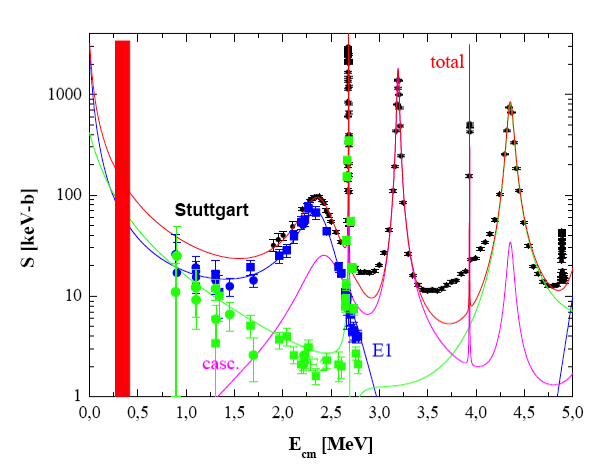 total
1000
Stuttgart
100
S [keV-b]
10
E1
casc.
E2
1
0,0 0,5 1,0 1,5 2,0 2,5 3,0 3,5 4,0 4,5 5,0
E_cm [MeV]